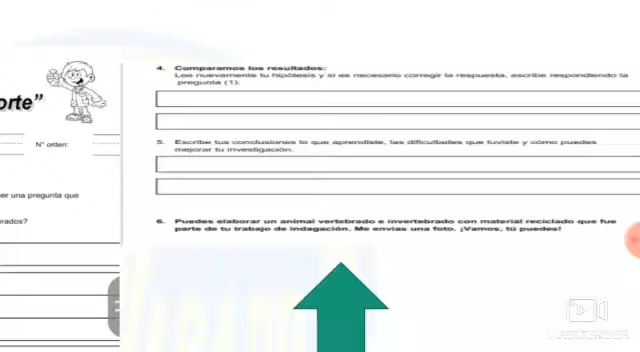 orte”
N° orden:
er una pregunta que
rados?
4. Comparamos los resultados:
Lee nuevamente tu hipótesis y si es necesario corregir la respuesta, escribe respondiendo la
pregunta (1):
5. Escribe tus conclusiones lo que aprendiste, las dificultades que tuviste y cómo puedes
mejorar tu investigación.
6. Puedes elaborar un animal vertebrado e invertebrado con material reciclado que fue
parte de tu trabajo de indagación. Me envías una foto. ¡Vamos, tú puedes!